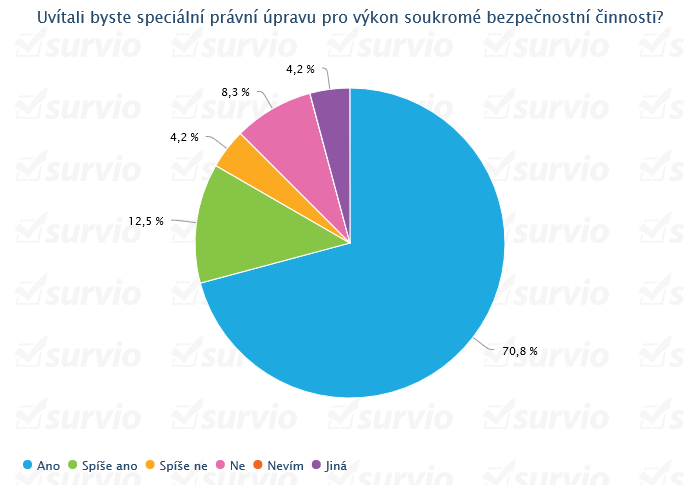 Uvítali byste speciální právní úpravu pro výkon soukromé bezpečnostní činnosti?
4,2 %
8,3 %
4,2 %
12,5 %
70,8 %
Ano Spíše ano Spíše ne Ne Nevím Jiná
survio